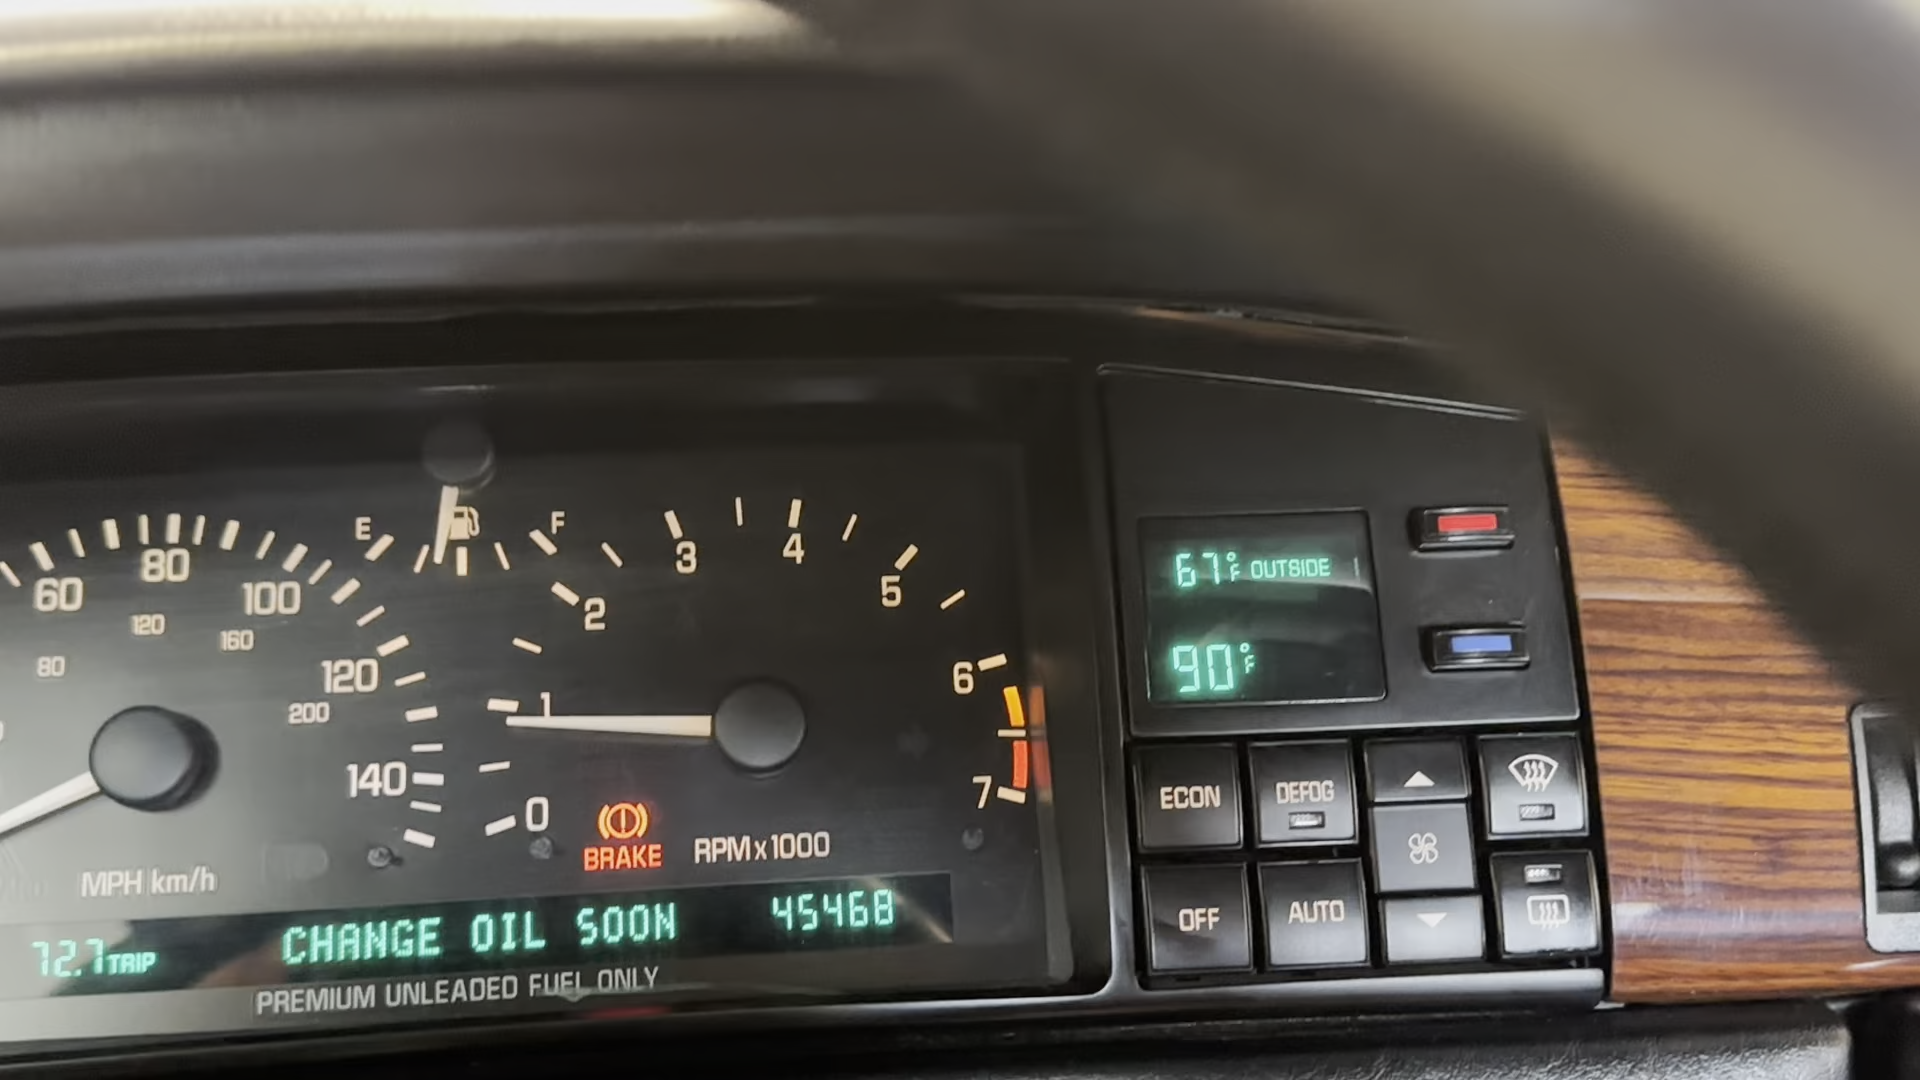 E
F
60
80
100
120
140
80
120
160
200
MPH km/h
0
1
2
3
4
5
6
7
BRAKE
RPM x 1000
72.7 TRIP
CHANGE OIL SOON
45468
PREMIUM UNLEADED FUEL ONLY
67°F OUTSIDE
90°F
ECON
DEFOG
OFF
AUTO